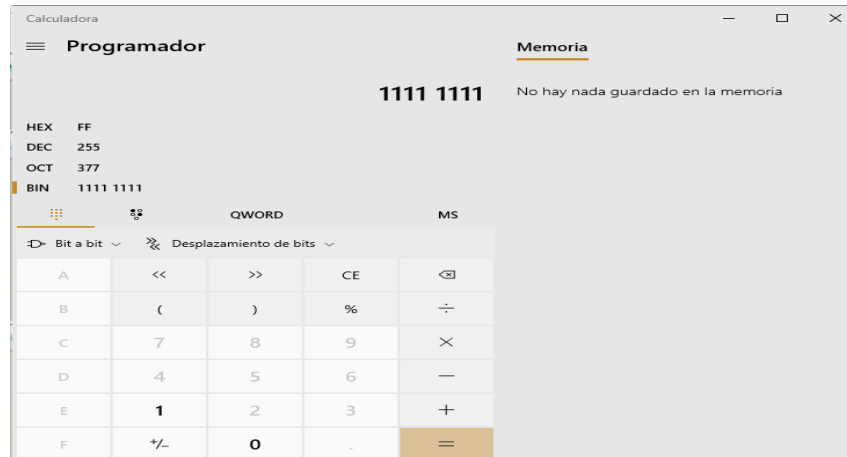 Calculadora
Programador
Memoria
1111 1111
No hay nada guardado en la memoria
HEX FF
DEC 255
OCT 377
BIN 1111 1111
QWORD MS
Bit a bit Desplazamiento de bits
A << >> CE
B ( ) % ÷
C 7 8 9 ×
D 4 5 6 −
E 1 2 3 +
F +/− 0 . =